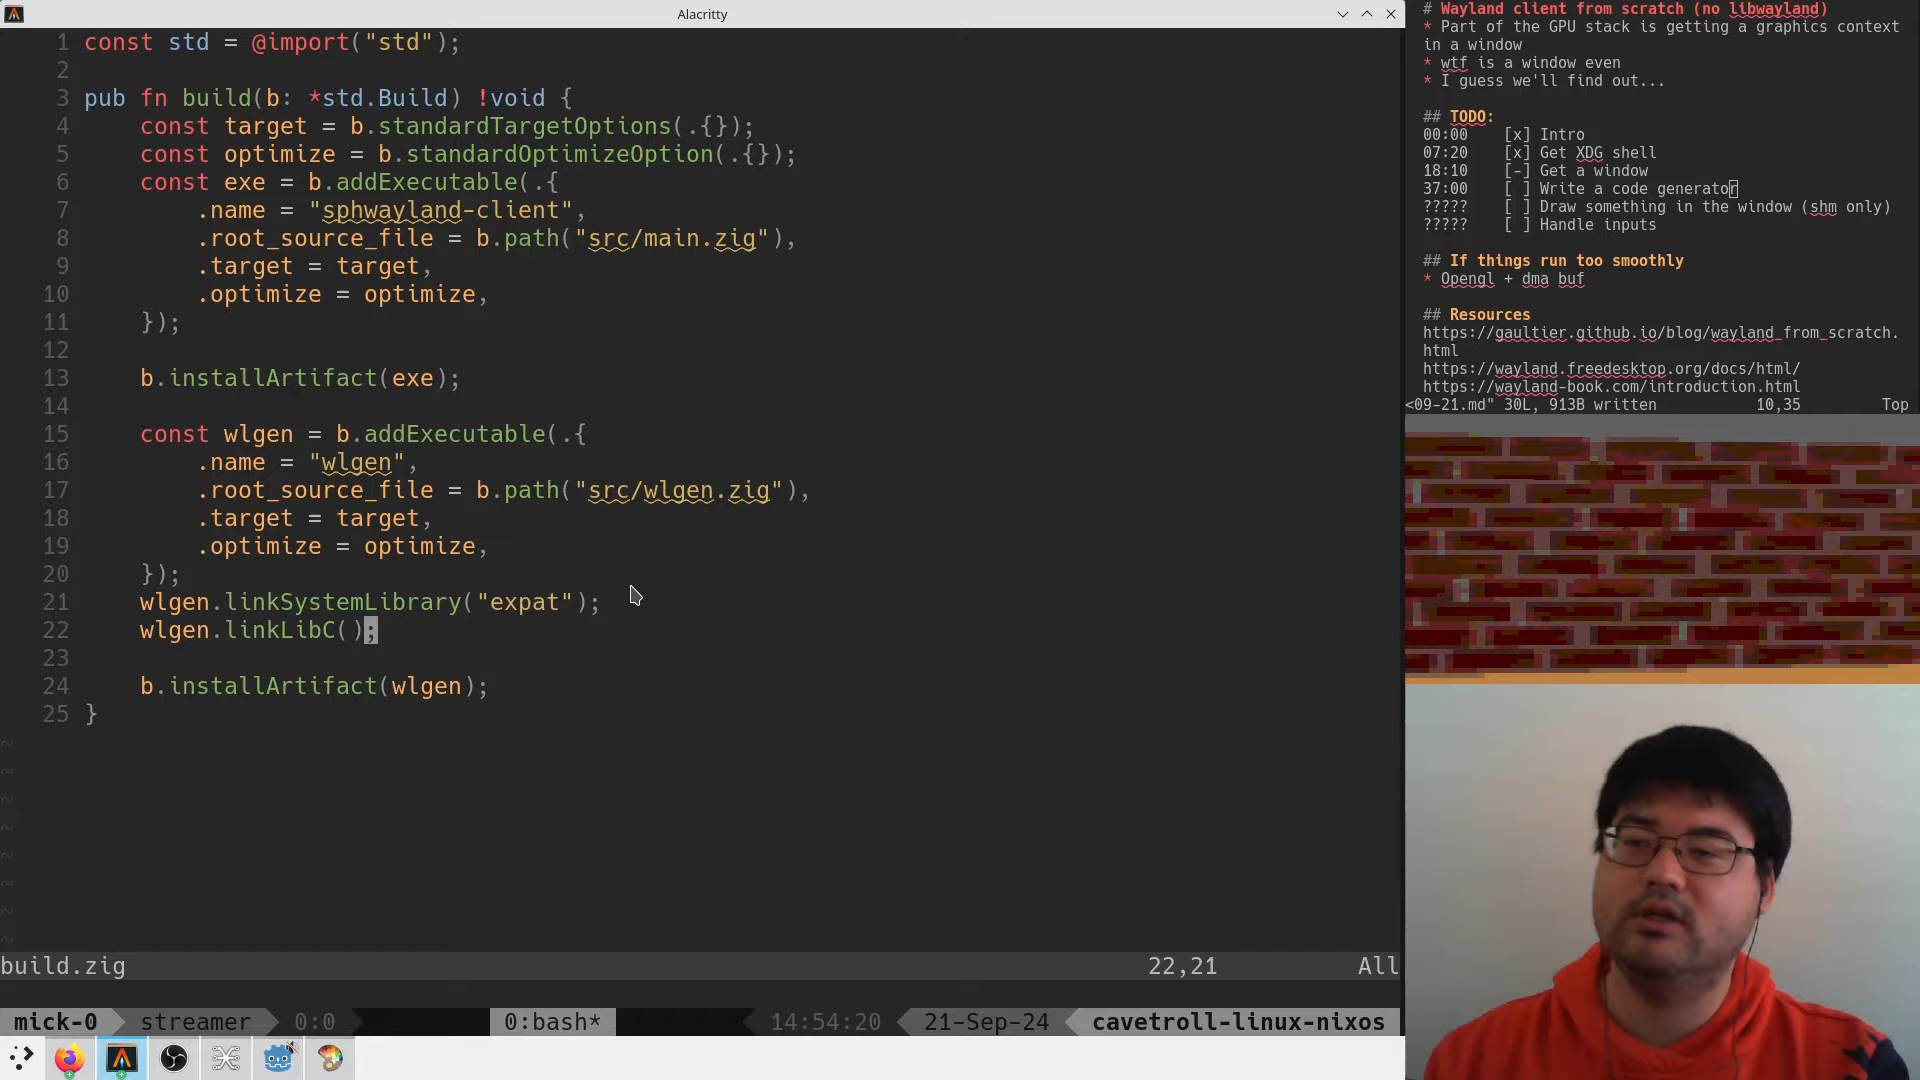 Alacritty
1 const std = @import("std");
2
3 pub fn build(b: *std.Build) !void {
4     const target = b.standardTargetOptions(.{});
5     const optimize = b.standardOptimizeOption(.{});
6     const exe = b.addExecutable(.{
7         .name = "sphwayland-client",
8         .root_source_file = b.path("src/main.zig"),
9         .target = target,
10         .optimize = optimize,
11     });
12
13     b.installArtifact(exe);
14
15     const wlgen = b.addExecutable(.{
16         .name = "wlgen",
17         .root_source_file = b.path("src/wlgen.zig"),
18         .target = target,
19         .optimize = optimize,
20     });
21     wlgen.linkSystemLibrary("expat");
22     wlgen.linkLibC();
23
24     b.installArtifact(wlgen);
25 }
build.zig 22,21 All
mick-0 streamer 0:0 0:bash* 14:54:20 21-Sep-24 cavetroll-linux-nixos
# Wayland client from scratch (no libwayland)
* Part of the GPU stack is getting a graphics context
in a window
* wtf is a window even
* I guess we'll find out...
## TODO:
00:00 [x] Intro
07:20 [x] Get XDG shell
18:10 [-] Get a window
37:00 [ ] Write a code generator
????? [ ] Draw something in the window (shm only)
????? [ ] Handle inputs
## If things run too smoothly
* Opengl + dma buf
## Resources
https://gaultier.github.io/blog/wayland_from_scratch.
html
https://wayland.freedesktop.org/docs/html/
https://wayland-book.com/introduction.html
<09-21.md" 30L, 913B written 10,35 Top